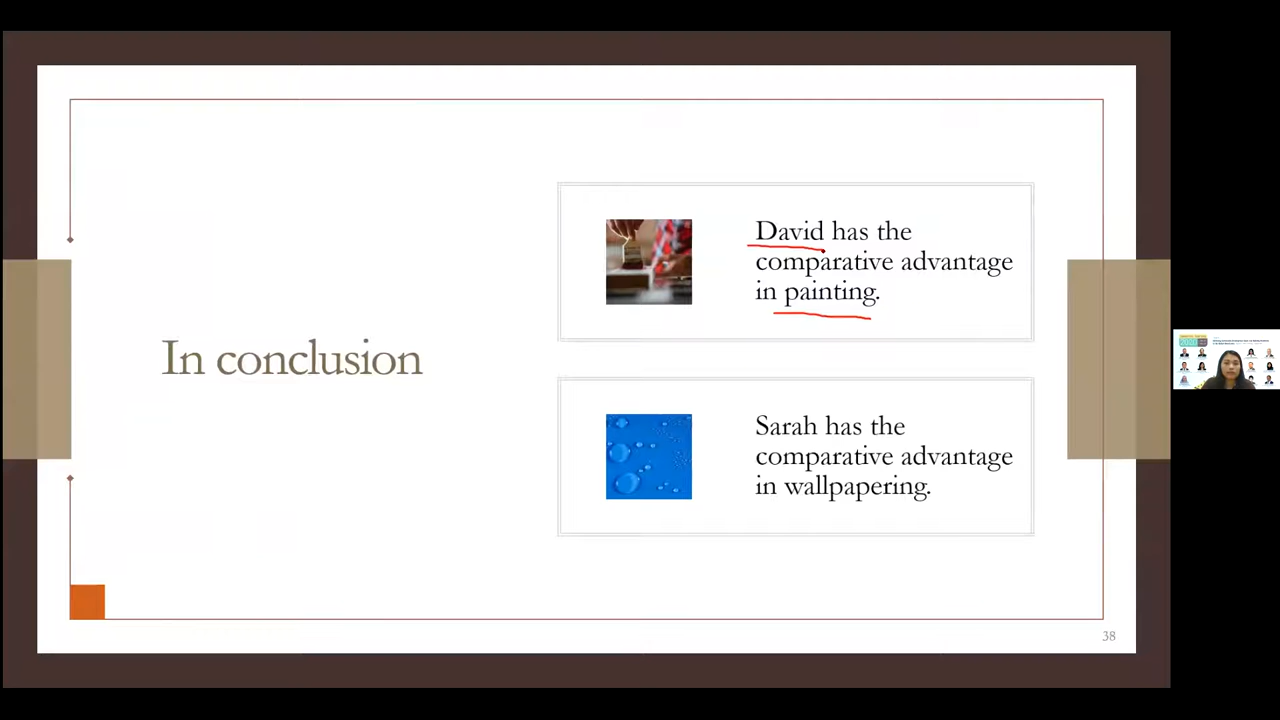 In conclusion
David has the
comparative advantage
in painting.
Sarah has the
comparative advantage
in wallpapering.
38